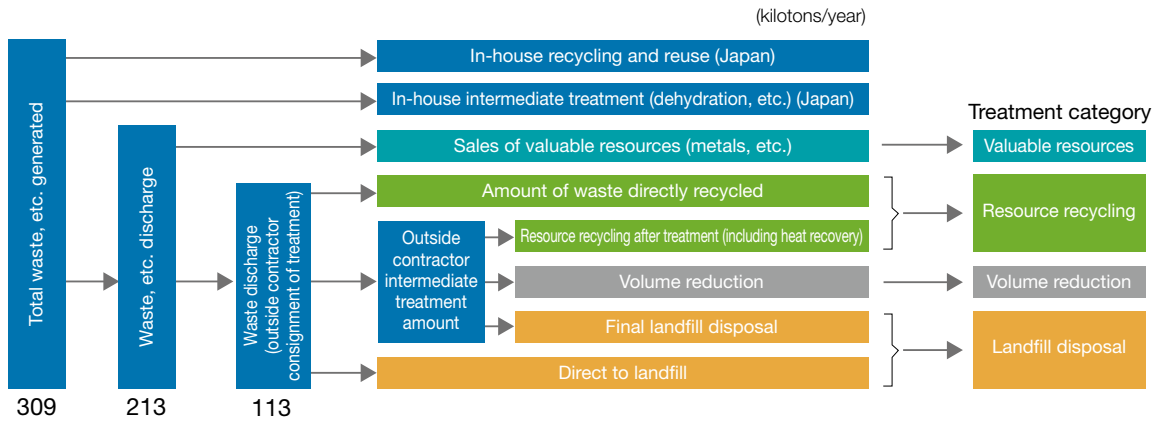 (kilotons/year)
Total waste, etc. generated
309
Waste, etc. discharge
213
Waste discharge
(outside contractor
consignment of treatment)
113
In-house recycling and reuse (Japan)
In-house intermediate treatment (dehydration, etc.) (Japan)
Sales of valuable resources (metals, etc.)
Amount of waste directly recycled
Outside
contractor
intermediate
treatment
amount
Resource recycling after treatment (including heat recovery)
Volume reduction
Final landfill disposal
Direct to landfill
Treatment category
Valuable resources
Resource recycling
Volume reduction
Landfill disposal